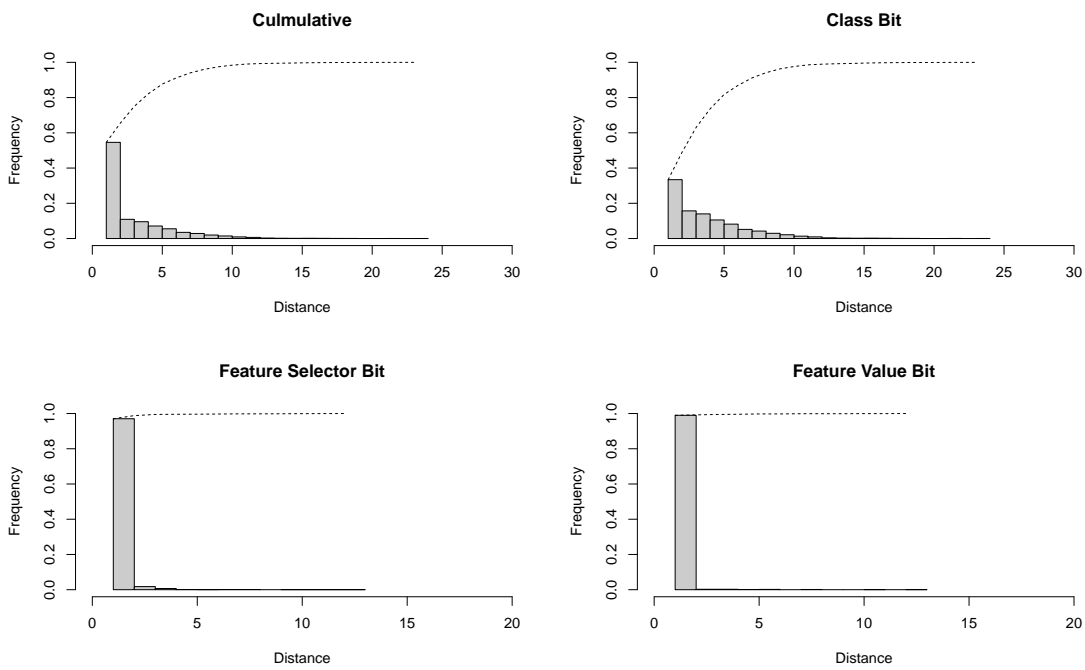 Culmulative
Frequency
0.0 0.2 0.4 0.6 0.8 1.0
0 5 10 15 20 25 30
Distance
Class Bit
Frequency
0.0 0.2 0.4 0.6 0.8 1.0
0 5 10 15 20 25 30
Distance
Feature Selector Bit
Frequency
0.0 0.2 0.4 0.6 0.8 1.0
0 5 10 15 20
Distance
Feature Value Bit
Frequency
0.0 0.2 0.4 0.6 0.8 1.0
0 5 10 15 20
Distance